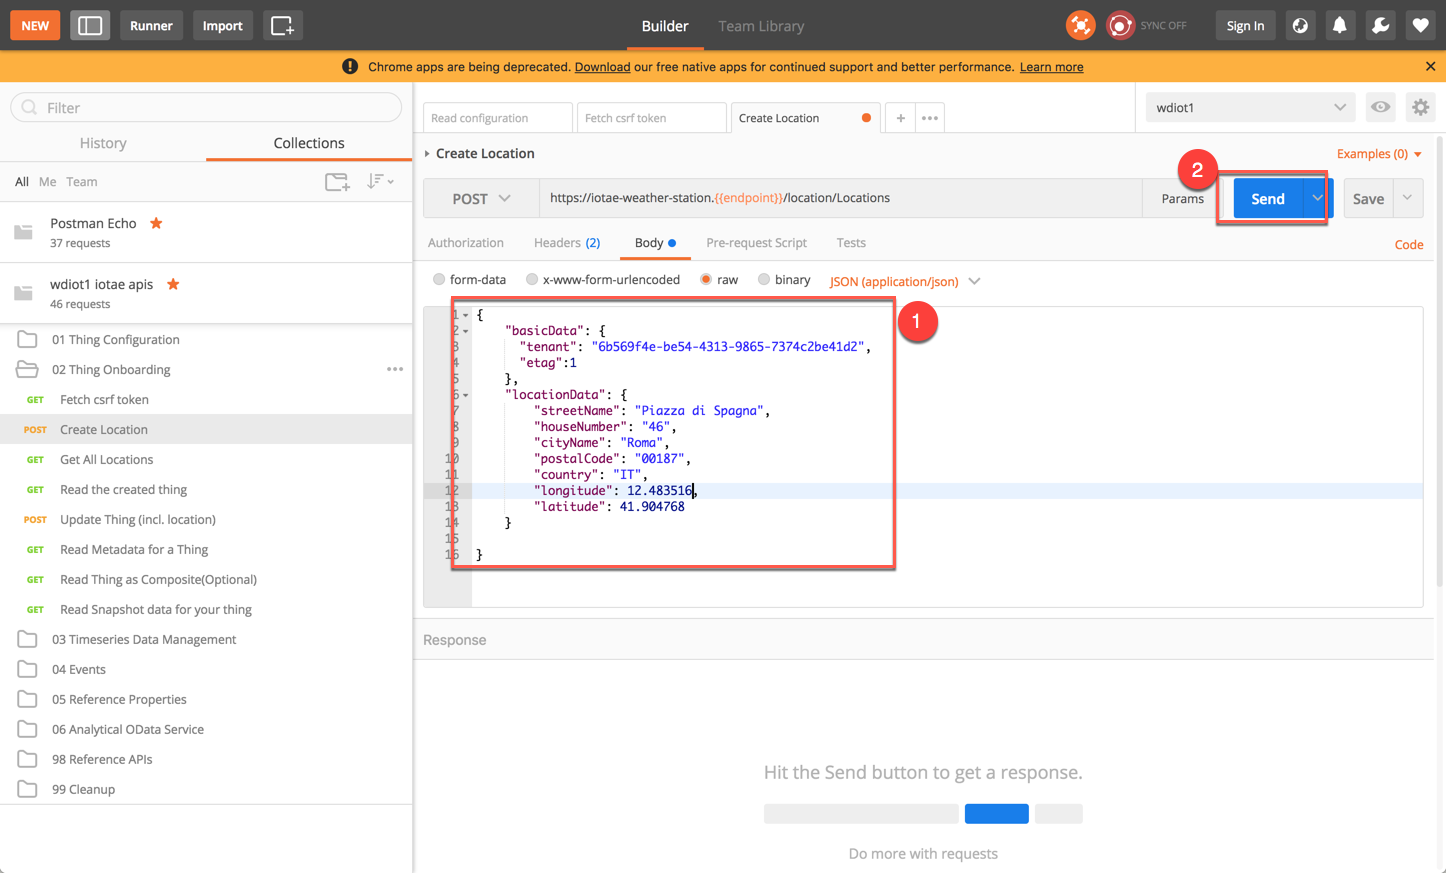 NEW Runner Import Builder Team Library SYNC OFF Sign In
Chrome apps are being deprecated. Download our free native apps for continued support and better performance. Learn more
Filter
History Collections
All Me Team
Postman Echo
37 requests
wdiot1 iotae apis
46 requests
01 Thing Configuration
02 Thing Onboarding
GET Fetch csrf token
POST Create Location
GET Get All Locations
GET Read the created thing
POST Update Thing (incl. location)
GET Read Metadata for a Thing
GET Read Thing as Composite(Optional)
GET Read Snapshot data for your thing
03 Timeseries Data Management
04 Events
05 Reference Properties
06 Analytical OData Service
98 Reference APIs
99 Cleanup
Read configuration Fetch csrf token Create Location + wdiot1
Create Location Examples (0)
2
POST https://iotae-weather-station.{{endpoint}}/location/Locations Params Send Save
Authorization Headers (2) Body Pre-request Script Tests Code
form-data x-www-form-urlencoded raw binary JSON (application/json)
1
1 {
2 "basicData": {
3 "tenant": "6b569f4e-be54-4313-9865-7374c2be41d2",
4 "etag":1
5 },
6 "locationData": {
7 "streetName": "Piazza di Spagna",
8 "houseNumber": "46",
9 "cityName": "Roma",
10 "postalCode": "00187",
11 "country": "IT",
12 "longitude": 12.483516,
13 "latitude": 41.904768
14 }
15
16 }
Response
Hit the Send button to get a response.
Do more with requests